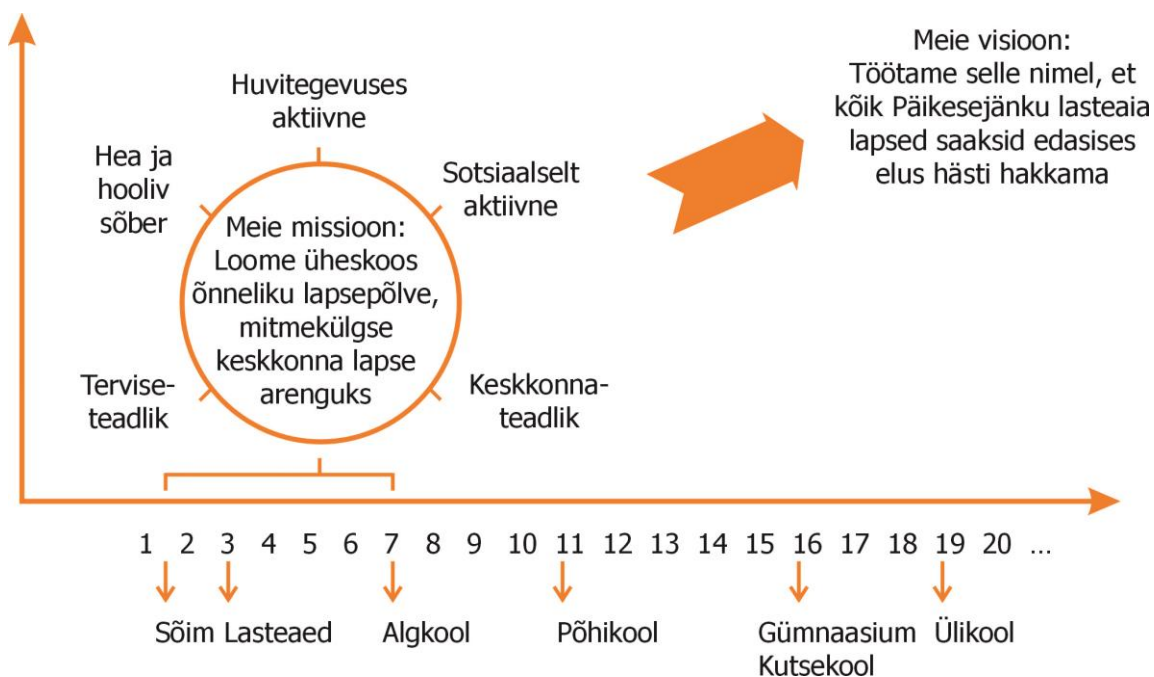 Meie visioon:
Töötame selle nimel, et
kõik Päikesejänku lasteaia
lapsed saaksid edasises
elus hästi hakkama
Huvitegevuses
aktiivne
Hea ja
hooliv
sõber
Sotsiaalselt
aktiivne
Meie missioon:
Loome üheskoos
õnneliku lapsepõlve,
mitmekülgse
keskkonna lapse
arenguks
Tervise-
teadlik
Keskkonna-
teadlik
1 2 3 4 5 6 7 8 9 10 11 12 13 14 15 16 17 18 19 20 ...
Sõim Lasteaed Algkool Põhikool Gümnaasium Ülikool
Kutsekool